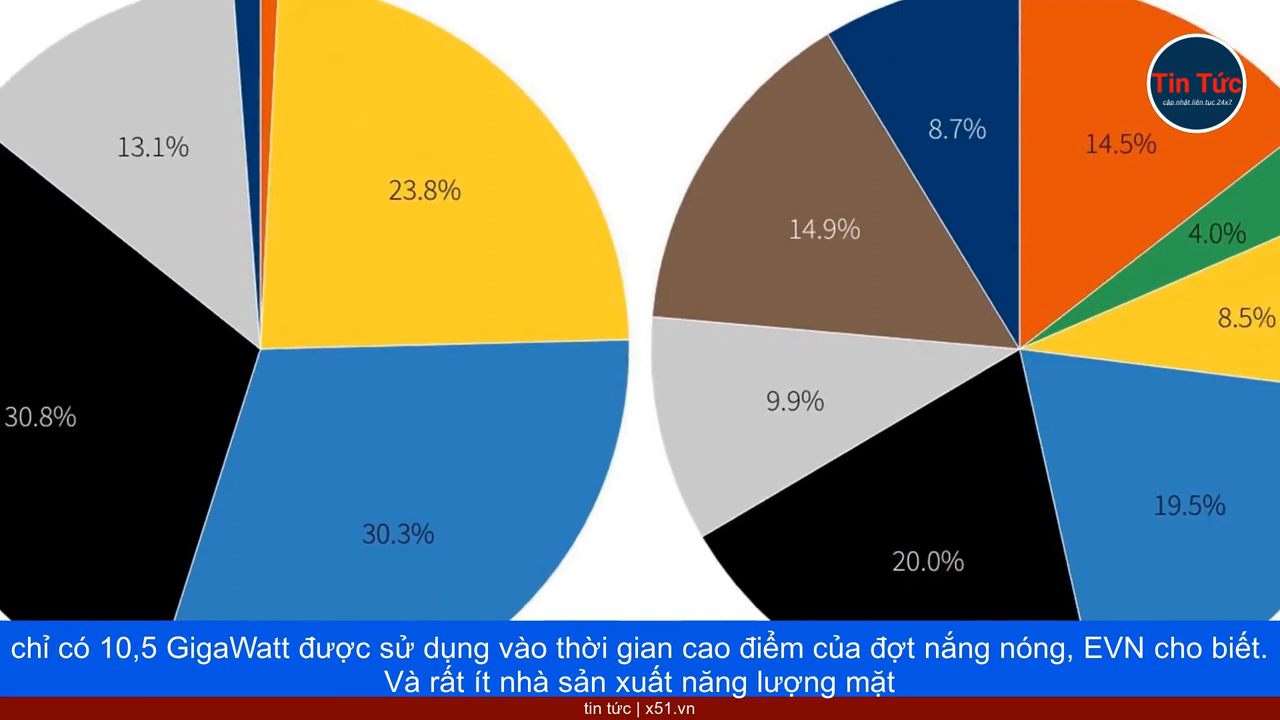 13.1%
23.8%
30.8%
30.3%
8.7%
14.5%
4.0%
8.5%
14.9%
9.9%
19.5%
20.0%
Tin Tức
cập.nhật.liên.tục.24x7
chỉ có 10,5 GigaWatt được sử dụng vào thời gian cao điểm của đợt nắng nóng, EVN cho biết.
Và rất ít nhà sản xuất năng lượng mặt
tin tức | x51.vn